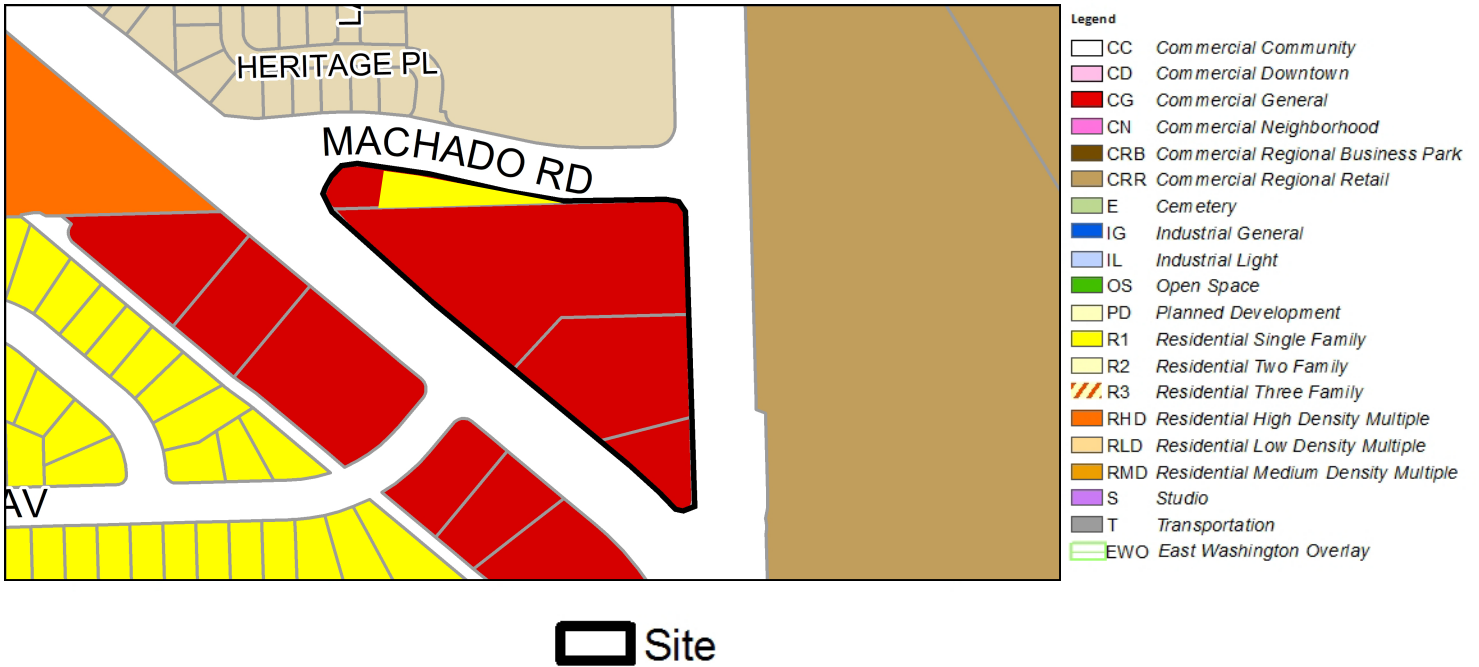 HERITAGE PL
MACHADO RD
AV
Legend
CC Commercial Community
CD Commercial Downtown
CG Commercial General
CN Commercial Neighborhood
CRB Commercial Regional Business Park
CRR Commercial Regional Retail
E Cemetery
IG Industrial General
IL Industrial Light
OS Open Space
PD Planned Development
R1 Residential Single Family
R2 Residential Two Family
R3 Residential Three Family
RHD Residential High Density Multiple
RLD Residential Low Density Multiple
RMD Residential Medium Density Multiple
S Studio
T Transportation
EWO East Washington Overlay
Site